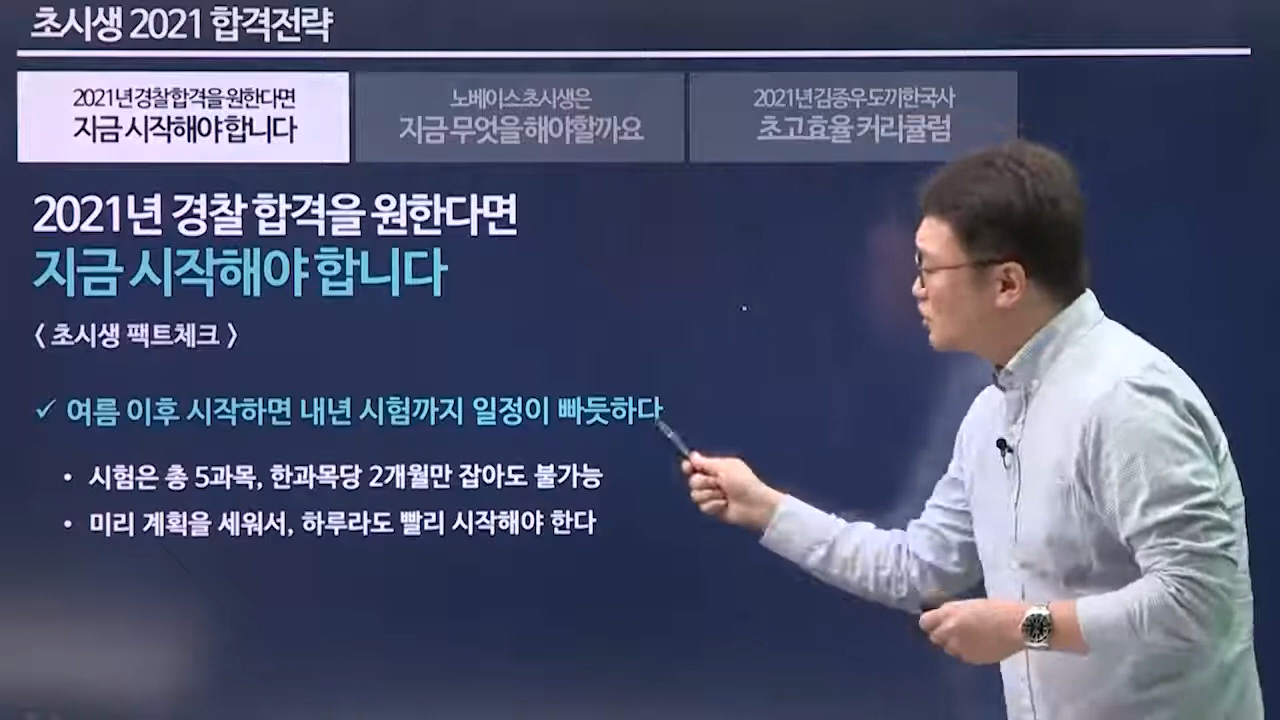 초시생 2021 합격전략
2021년 경찰 합격을 원한다면
지금 시작해야 합니다
노베이스 초시생은
지금 무엇을 해야할까요
2021년 김종우 도끼한국사
초고효율 커리큘럼
2021년 경찰 합격을 원한다면
지금 시작해야 합니다
< 초시생 팩트체크 >
✓ 여름 이후 시작하면 내년 시험까지 일정이 빠듯하다
• 시험은 총 5과목, 한과목당 2개월만 잡아도 불가능
• 미리 계획을 세워서, 하루라도 빨리 시작해야 한다